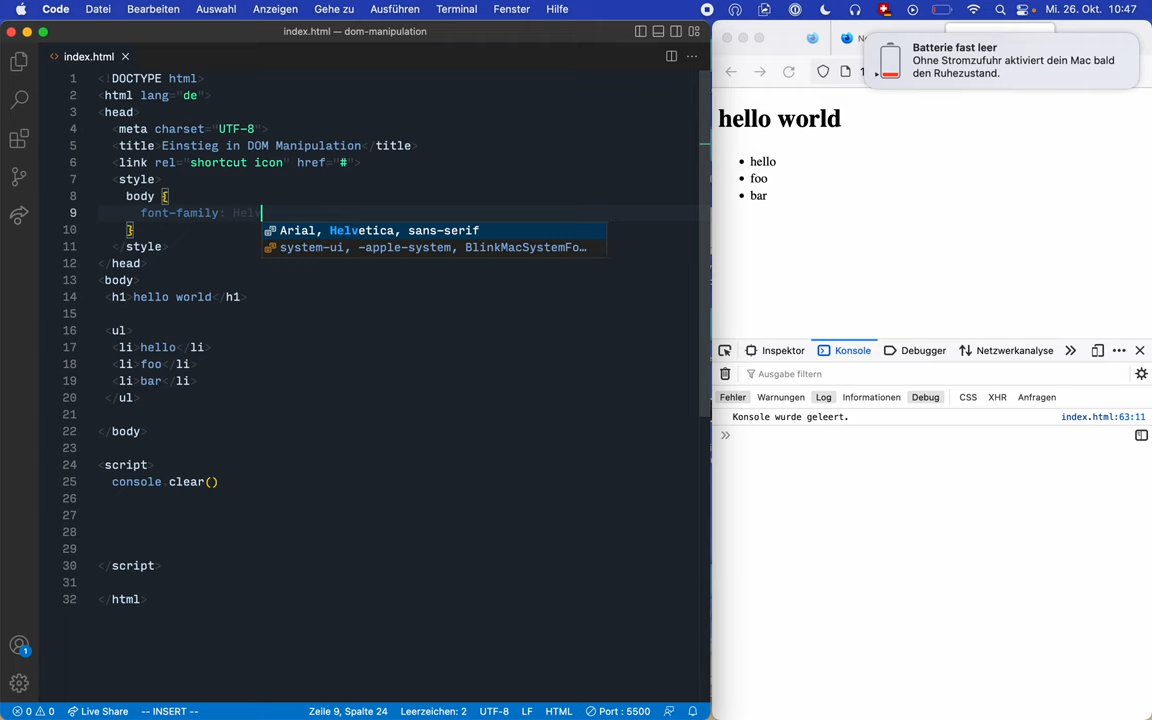 Code Datei Bearbeiten Auswahl Anzeigen Gehe zu Ausführen Terminal Fenster Hilfe Mi. 26. Okt. 10:47
index.html — dom-manipulation
index.html
Batterie fast leer
Ohne Stromzufuhr aktiviert dein Mac bald
den Ruhezustand.
1 <!DOCTYPE html>
2 <html lang="de">
3 <head>
4 <meta charset="UTF-8">
5 <title>Einstieg in DOM Manipulation</title>
6 <link rel="shortcut icon" href="#">
7 <style>
8 body {
9 font-family: Helv
Arial, Helvetica, sans-serif
system-ui, -apple-system, BlinkMacSystemFo…
10 }
11 </style>
12 </head>
13 <body>
14 <h1>hello world</h1>
15
16 <ul>
17 <li>hello</li>
18 <li>foo</li>
19 <li>bar</li>
20 </ul>
21
22 </body>
23
24 <script>
25 console.clear()
26
27
28
29
30 </script>
31
32 </html>
hello world
• hello
• foo
• bar
Inspektor Konsole Debugger Netzwerkanalyse
Ausgabe filtern
Fehler Warnungen Log Informationen Debug CSS XHR Anfragen
Konsole wurde geleert. index.html:63:11
1
0 0 Live Share -- INSERT -- Zeile 9, Spalte 24 Leerzeichen: 2 UTF-8 LF HTML Port : 5500